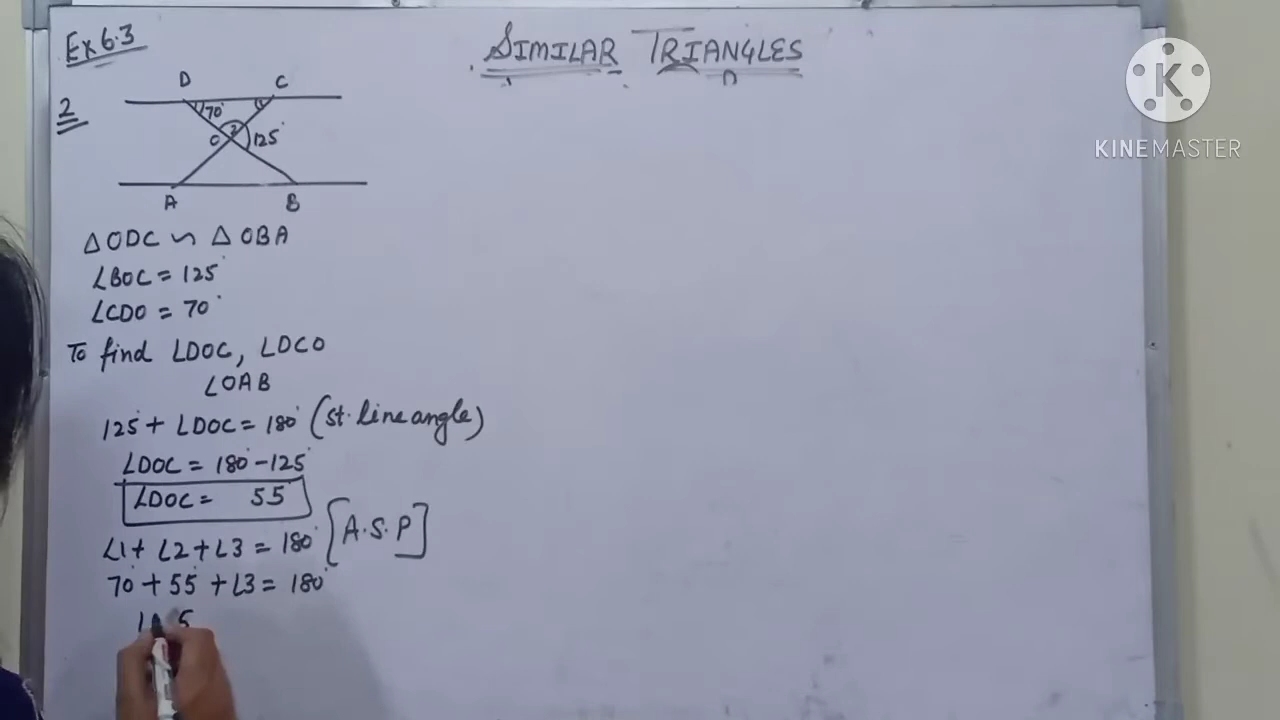 Ex 6.3
SIMILAR TRIANGLES
K
KINEMASTER
2
D C
70°
2
O 125°
A B
△ODC ∽ △OBA
∠BOC = 125°
∠CDO = 70°
To find ∠DOC, ∠DCO
∠OAB
125° + ∠DOC = 180° (St. line angle)
∠DOC = 180° - 125°
∠DOC = 55°
∠1 + ∠2 + ∠3 = 180° [A.S.P]
70° + 55° + ∠3 = 180°